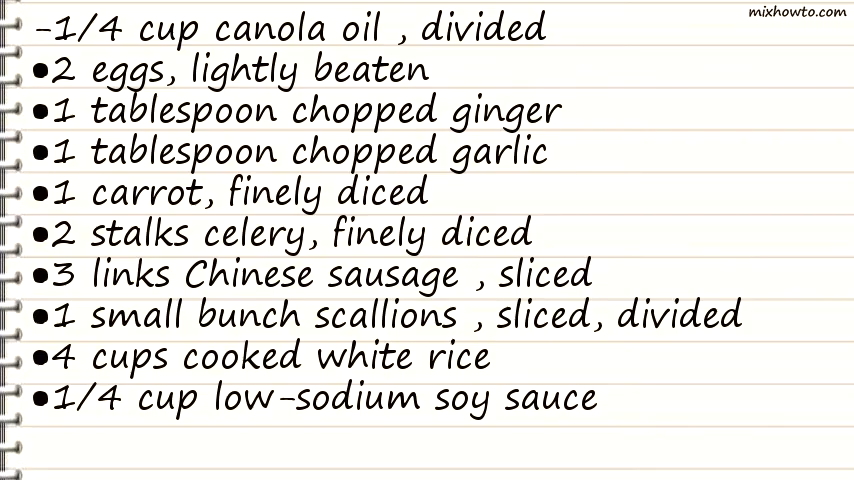 mixhowto.com
-1/4 cup canola oil , divided
•2 eggs, lightly beaten
•1 tablespoon chopped ginger
•1 tablespoon chopped garlic
•1 carrot, finely diced
•2 stalks celery, finely diced
•3 links Chinese sausage , sliced
•1 small bunch scallions , sliced, divided
•4 cups cooked white rice
•1/4 cup low-sodium soy sauce